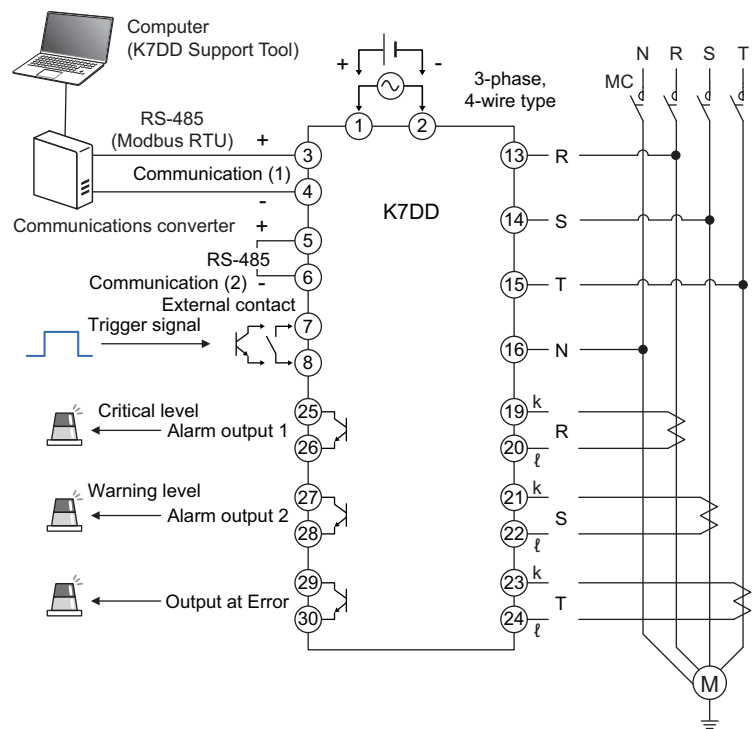 Computer
(K7DD Support Tool)
+
-
3-phase,
4-wire type
N
R
S
T
MC
RS-485
(Modbus RTU)
+
Communication (1)
-
Communications converter
+
RS-485
Communication (2)
-
External contact
Trigger signal
Critical level
Alarm output 1
Warning level
Alarm output 2
Output at Error
K7DD
1
2
3
4
5
6
7
8
25
26
27
28
29
30
13
R
14
S
15
T
16
N
19
k
R
20
ℓ
21
k
S
22
ℓ
23
k
T
24
ℓ
M